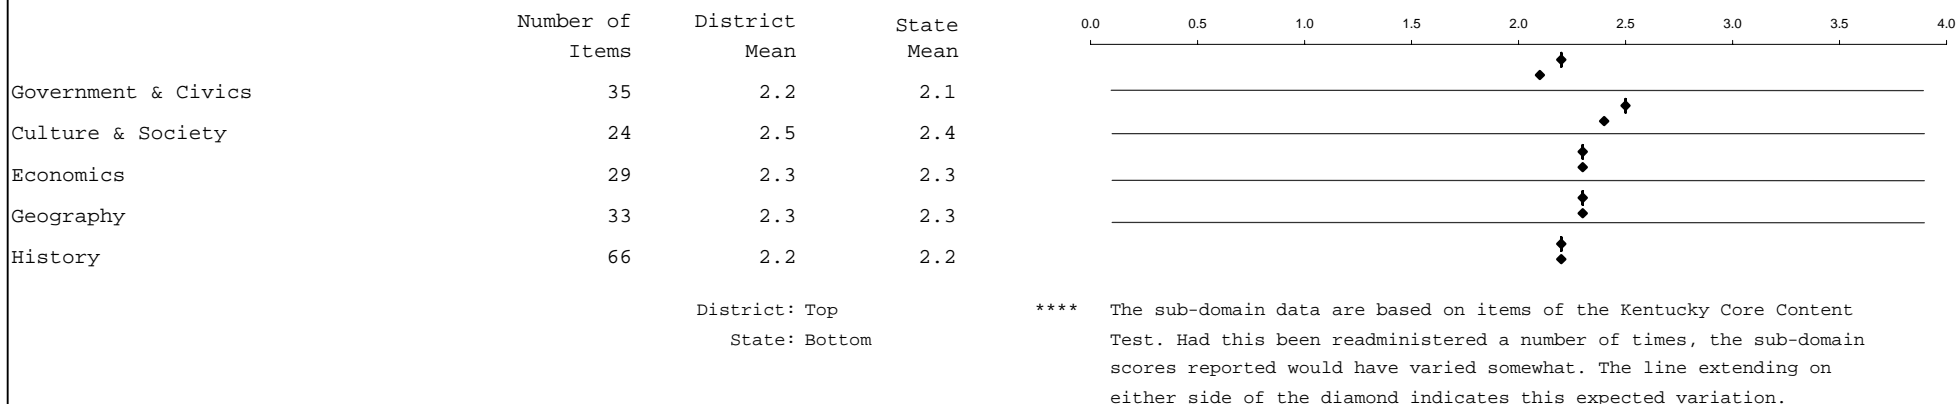 Number of District State 0.0 0.5 1.0 1.5 2.0 2.5 3.0 3.5 4.0
Items Mean Mean
Government & Civics 35 2.2 2.1
Culture & Society 24 2.5 2.4
Economics 29 2.3 2.3
Geography 33 2.3 2.3
History 66 2.2 2.2
District: Top **** The sub-domain data are based on items of the Kentucky Core Content
State: Bottom Test. Had this been readministered a number of times, the sub-domain
scores reported would have varied somewhat. The line extending on
either side of the diamond indicates this expected variation.